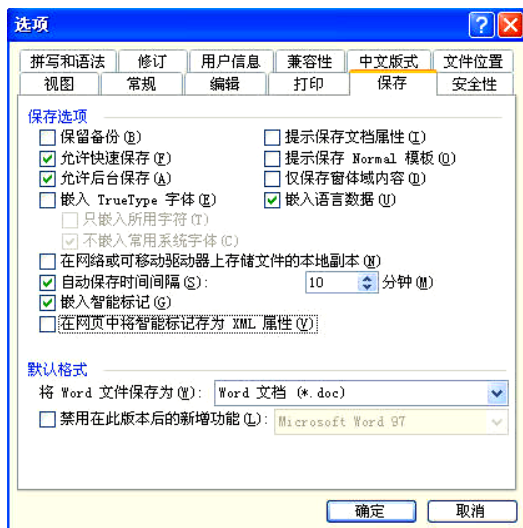 选项
拼写和语法 修订 用户信息 兼容性 中文版式 文件位置
视图 常规 编辑 打印 保存 安全性
保存选项
保留备份(B) 提示保存文档属性(I)
允许快速保存(F) 提示保存 Normal 模板(O)
允许后台保存(A) 仅保存窗体域内容(D)
嵌入 TrueType 字体(E) 嵌入语言数据(U)
只嵌入所用字符(T)
不嵌入常用系统字体(C)
在网络或可移动驱动器上存储文件的本地副本(N)
自动保存时间间隔(S): 10 分钟(M)
嵌入智能标记(G)
在网页中将智能标记存为 XML 属性(V)
默认格式
将 Word 文件保存为(W): Word 文档 (*.doc)
禁用在此版本后的新增功能(L): Microsoft Word 97
确定 取消